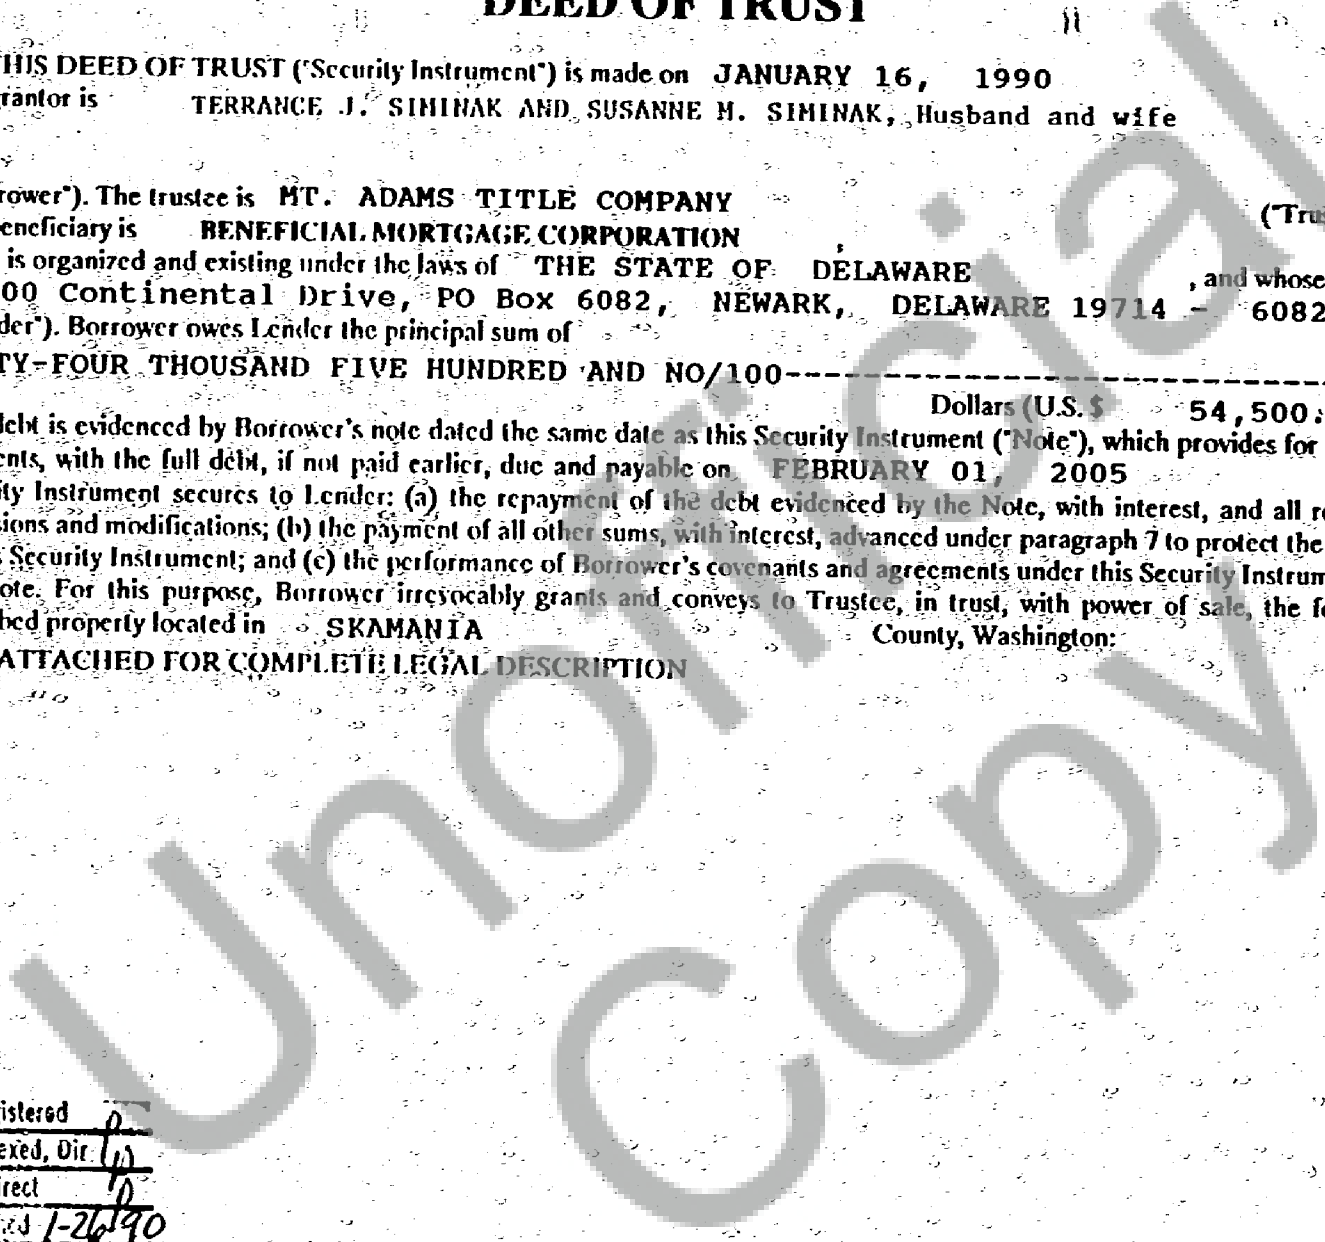 DEED OF TRUST
THIS DEED OF TRUST ("Security Instrument") is made on JANUARY 16, 1990
rantor is TERRANCE J. SIMINAK AND SUSANNE M. SIMINAK, Husband and wife
rower"). The trustee is MT. ADAMS TITLE COMPANY
("Tru
eneficiary is BENEFICIAL MORTGAGE CORPORATION ,
is organized and existing under the laws of THE STATE OF DELAWARE , and whose
00 Continental Drive, PO Box 6082, NEWARK, DELAWARE 19714 - 6082
der"). Borrower owes Lender the principal sum of
TY-FOUR THOUSAND FIVE HUNDRED AND NO/100----------------------------------
Dollars (U.S. $ 54,500.
debt is evidenced by Borrower's note dated the same date as this Security Instrument ("Note"), which provides for
ents, with the full debt, if not paid earlier, due and payable on FEBRUARY 01, 2005
ity Instrument secures to Lender: (a) the repayment of the debt evidenced by the Note, with interest, and all re
sions and modifications; (b) the payment of all other sums, with interest, advanced under paragraph 7 to protect the
s Security Instrument; and (c) the performance of Borrower's covenants and agreements under this Security Instrum
ote. For this purpose, Borrower irrevocably grants and conveys to Trustee, in trust, with power of sale, the fo
bed property located in SKAMANIA County, Washington:
ATTACHED FOR COMPLETE LEGAL DESCRIPTION
Unofficial
Copy
istered
exed, Dir
irect
1-26-90